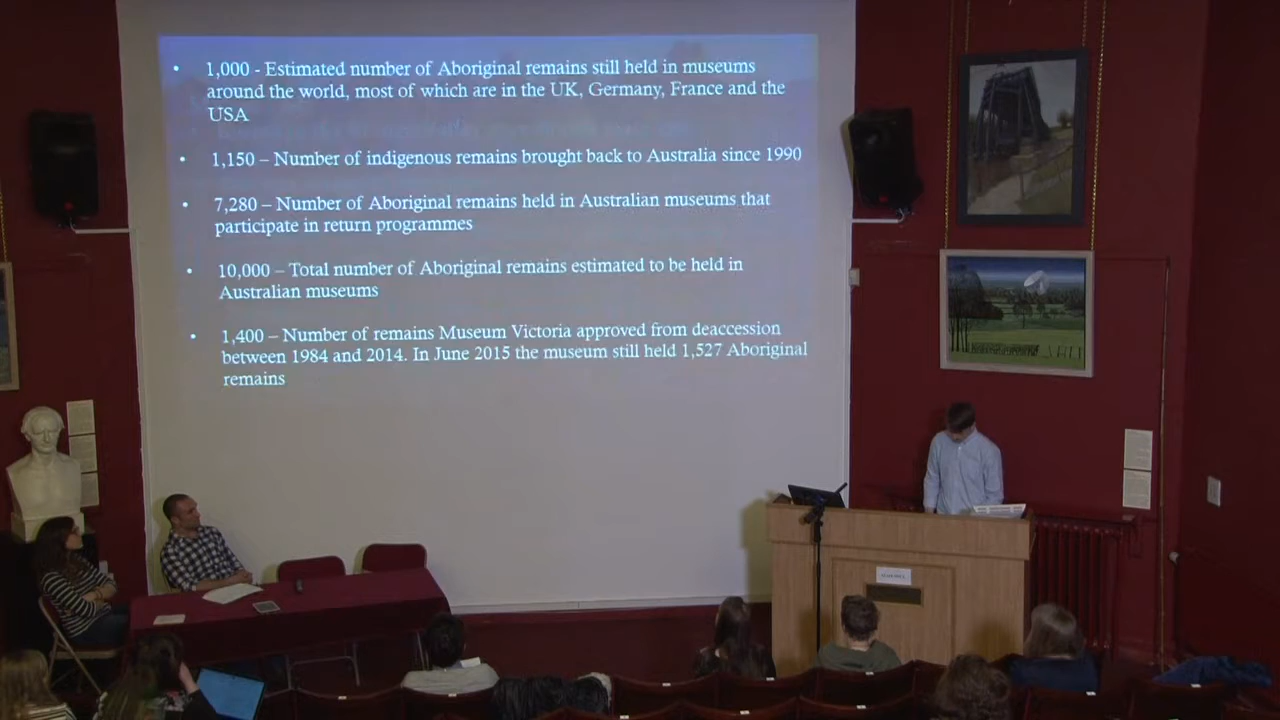 • 1,000 - Estimated number of Aboriginal remains still held in museums
around the world, most of which are in the UK, Germany, France and the
USA
• 1,150 – Number of indigenous remains brought back to Australia since 1990
• 7,280 – Number of Aboriginal remains held in Australian museums that
participate in return programmes
• 10,000 – Total number of Aboriginal remains estimated to be held in
Australian museums
• 1,400 – Number of remains Museum Victoria approved from deaccession
between 1984 and 2014. In June 2015 the museum still held 1,527 Aboriginal
remains